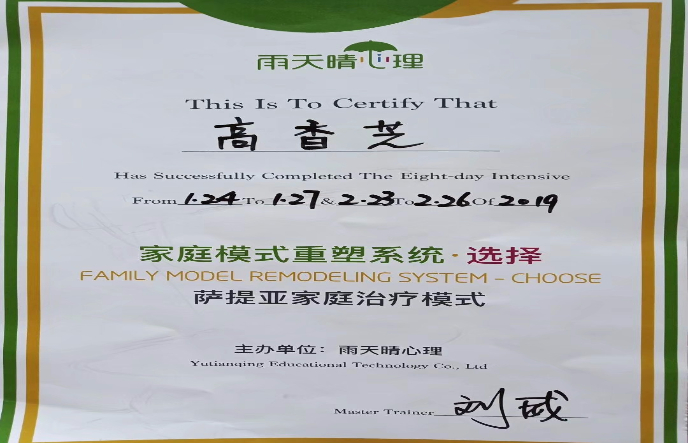 雨天晴心理
This Is To Certify That
高香芝
Has Successfully Completed The Eight-day Intensive
From 1.24 To 1.27 & 2.23 To 2.26 Of 2019
家庭模式重塑系统·选择
FAMILY MODEL REMODELING SYSTEM - CHOOSE
萨提亚家庭治疗模式
主办单位：雨天晴心理
Yutianqing Educational Technology Co., Ltd
Master Trainer 刘彧